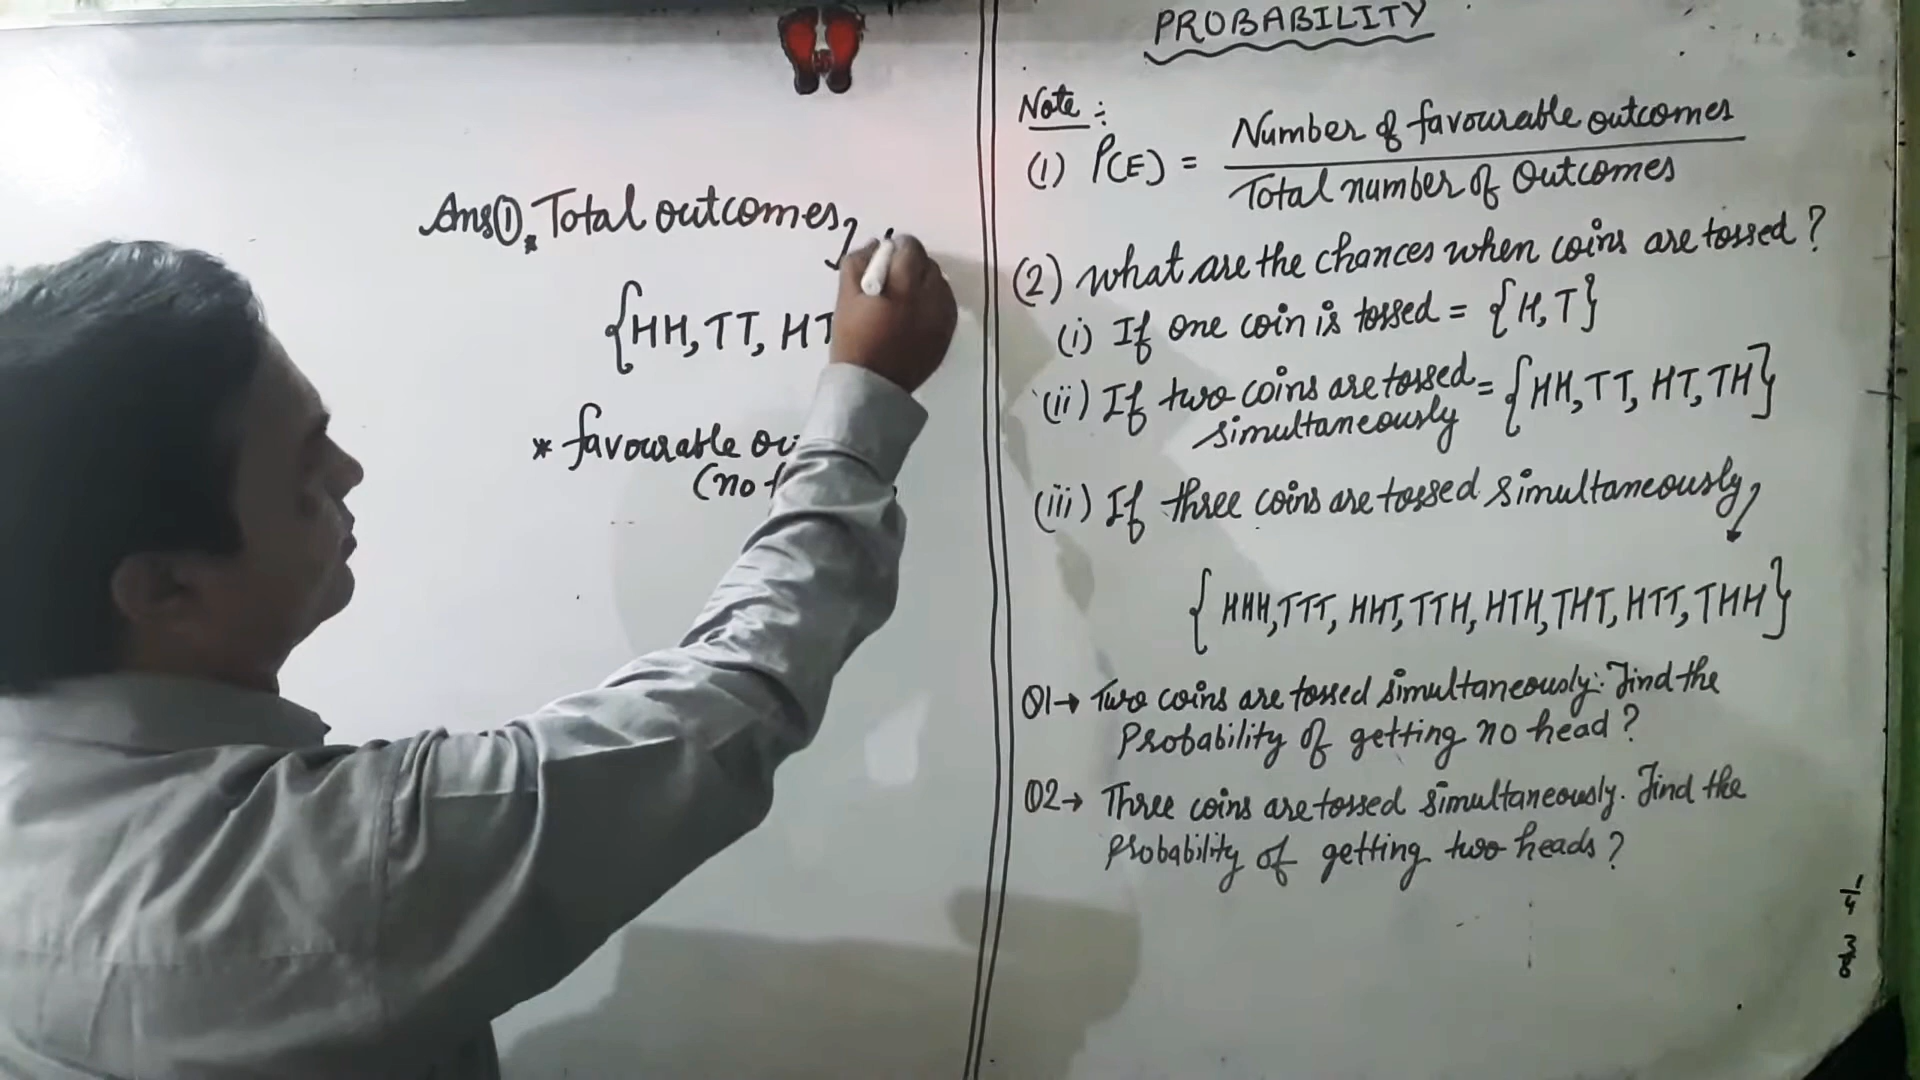 Ans①. * Total outcomes
{HH, TT, HT
* favourable
(no
PROBABILITY
Note :-
(1) P(E) = Number of favourable outcomes
Total number of Outcomes
(2) What are the chances when coins are tossed ?
(i) If one coin is tossed = {H, T}
(ii) If two coins are tossed = {HH, TT, HT, TH}
simultaneously
(iii) If three coins are tossed simultaneously
{HHH, TTT, HHT, TTH, HTH, THT, HTT, THH}
Q1→ Two coins are tossed simultaneously. Find the
Probability of getting no head ?
Q2→ Three coins are tossed simultaneously. Find the
Probability of getting two heads ?
1/4
3/8